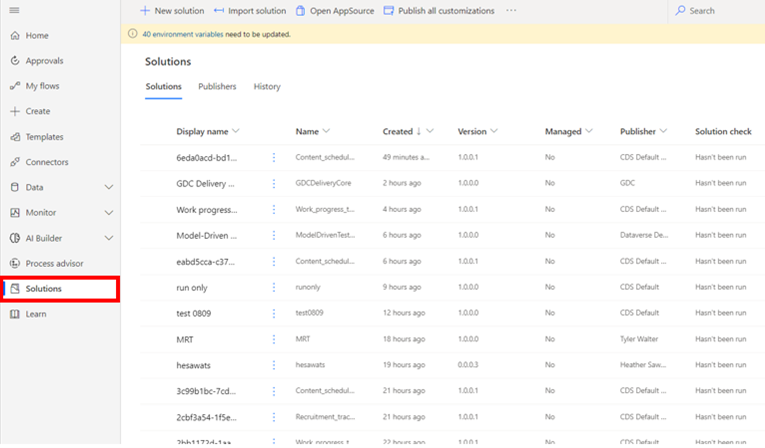 New solution Import solution Open AppSource Publish all customizations ··· Search
40 environment variables need to be updated.
Home
Approvals
My flows
Create
Templates
Connectors
Data
Monitor
AI Builder
Process advisor
Solutions
Learn
Solutions
Solutions Publishers History
Display name Name Created ↓ Version Managed Publisher Solution check
6eda0acd-bd1... Content_schedul... 49 minutes a... 1.0.0.1 No CDS Default ... Hasn't been run
GDC Delivery ... GDCDeliveryCore 2 hours ago 1.0.0.0 No GDC Hasn't been run
Work progress... Work_progress_t... 4 hours ago 1.0.0.1 No CDS Default ... Hasn't been run
Model-Driven ... ModelDrivenTest... 6 hours ago 1.0.0.0 No Dataverse De... Hasn't been run
eabd5cca-c37... Content_schedul... 6 hours ago 1.0.0.1 No CDS Default ... Hasn't been run
run only runonly 9 hours ago 1.0.0.0 No CDS Default Hasn't been run
test 0809 test0809 12 hours ago 1.0.0.0 No CDS Default ... Hasn't been run
MRT MRT 18 hours ago 1.0.0.0 No Tyler Walter Hasn't been run
hesawats hesawats 19 hours ago 0.0.0.3 No Heather Saw... Hasn't been run
3c99b1bc-7cd... Content_schedul... 21 hours ago 1.0.0.1 No CDS Default ... Hasn't been run
2cbf3a54-1f5e... Recruitment_trac... 21 hours ago 1.0.0.1 No CDS Default ... Hasn't been run
2bb1172d-1aa... Work_progress_t... 22 hours ago 1.0.0.1 No CDS Default ... Hasn't been run